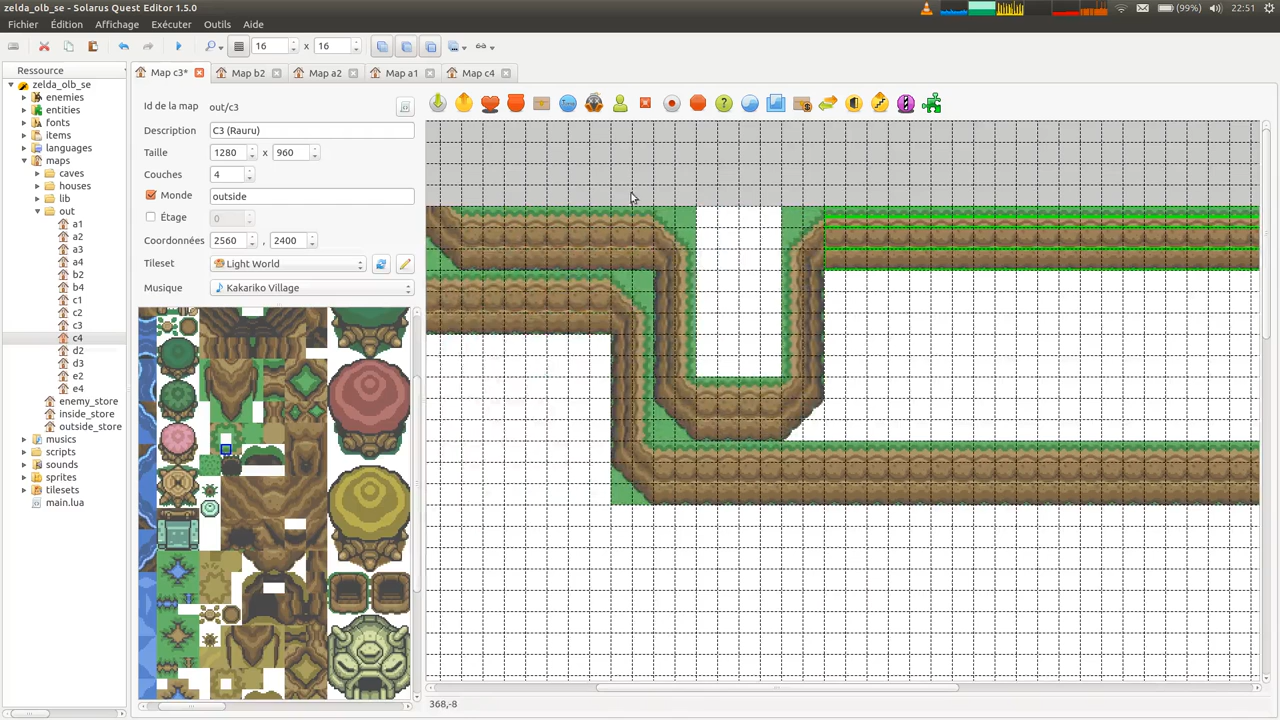 zelda_olb_se - Solarus Quest Editor 1.5.0
(99%) 22:51
Fichier Édition Affichage Exécuter Outils Aide
16 x 16
Ressource
zelda_olb_se
enemies
entities
fonts
items
languages
maps
caves
houses
lib
out
a1
a2
a3
a4
b2
b4
c1
c2
c3
c4
d2
d3
e2
e4
enemy_store
inside_store
outside_store
musics
scripts
sounds
sprites
tilesets
main.lua
Map c3* Map b2 Map a2 Map a1 Map c4
Id de la map out/c3
Description C3 (Rauru)
Taille 1280 x 960
Couches 4
Monde outside
Étage 0
Coordonnées 2560 , 2400
Tileset Light World
Musique Kakariko Village
368,-8